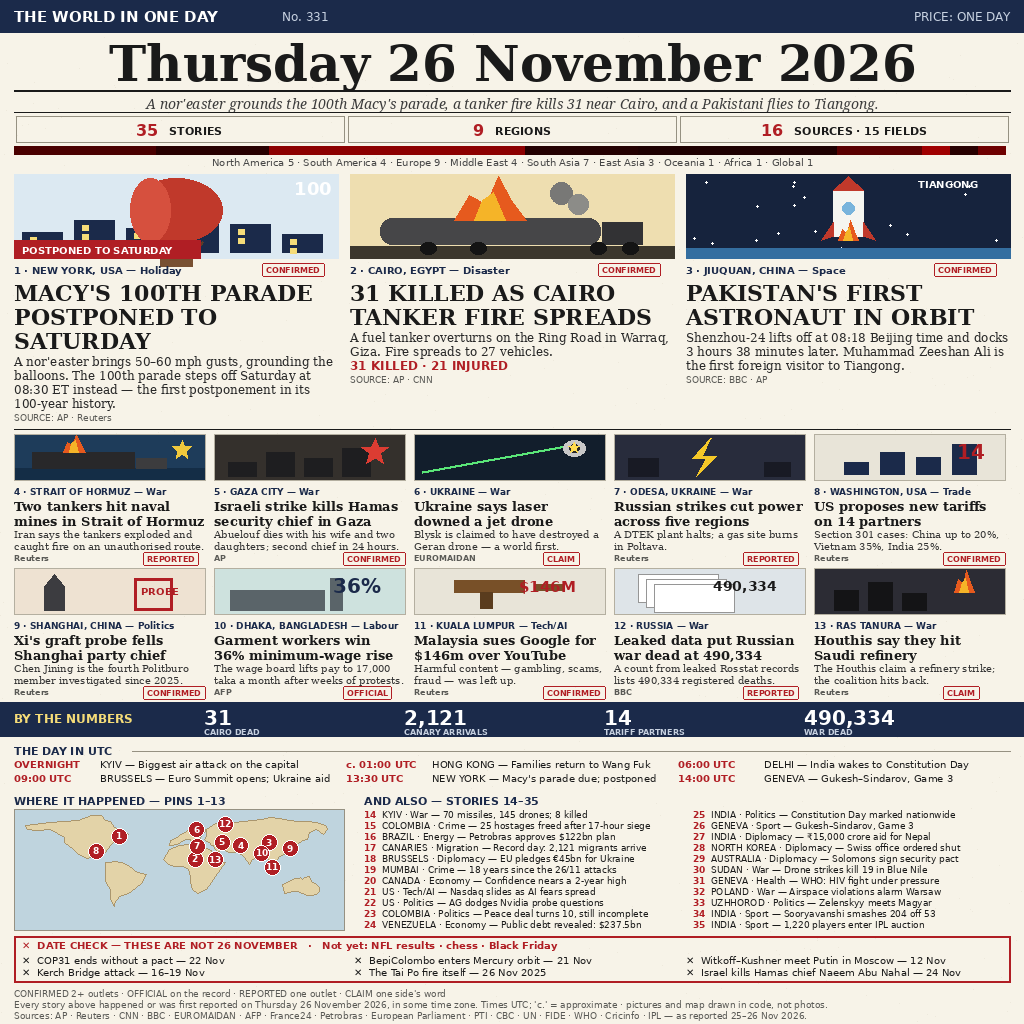 THE WORLD IN ONE DAY
No. 331
PRICE: ONE DAY
Thursday 26 November 2026
A nor'easter grounds the 100th Macy's parade, a tanker fire kills 31 near Cairo, and a Pakistani flies to Tiangong.
35 STORIES
9 REGIONS
16 SOURCES · 15 FIELDS
North America 5 · South America 4 · Europe 9 · Middle East 4 · South Asia 7 · East Asia 3 · Oceania 1 · Africa 1 · Global 1
100
POSTPONED TO SATURDAY
1 · NEW YORK, USA — Holiday
CONFIRMED
MACY'S 100TH PARADE
POSTPONED TO
SATURDAY
A nor'easter brings 50–60 mph gusts, grounding the
balloons. The 100th parade steps off Saturday at
08:30 ET instead — the first postponement in its
100-year history.
SOURCE: AP · Reuters
2 · CAIRO, EGYPT — Disaster
CONFIRMED
31 KILLED AS CAIRO
TANKER FIRE SPREADS
A fuel tanker overturns on the Ring Road in Warraq,
Giza. Fire spreads to 27 vehicles.
31 KILLED · 21 INJURED
SOURCE: AP · CNN
TIANGONG
3 · JIUQUAN, CHINA — Space
CONFIRMED
PAKISTAN'S FIRST
ASTRONAUT IN ORBIT
Shenzhou-24 lifts off at 08:18 Beijing time and docks
3 hours 38 minutes later. Muhammad Zeeshan Ali is
the first foreign visitor to Tiangong.
SOURCE: BBC · AP
4 · STRAIT OF HORMUZ — War
Two tankers hit naval
mines in Strait of Hormuz
Iran says the tankers exploded and
caught fire on an unauthorised route.
Reuters
REPORTED
5 · GAZA CITY — War
Israeli strike kills Hamas
security chief in Gaza
Abuelouf dies with his wife and two
daughters; second chief in 24 hours.
AP
CONFIRMED
6 · UKRAINE — War
Ukraine says laser
downed a jet drone
Blysk is claimed to have destroyed a
Geran drone — a world first.
EUROMAIDAN
CLAIM
7 · ODESA, UKRAINE — War
Russian strikes cut power
across five regions
A DTEK plant halts; a gas site burns
in Poltava.
Reuters
REPORTED
14
8 · WASHINGTON, USA — Trade
US proposes new tariffs
on 14 partners
Section 301 cases: China up to 20%,
Vietnam 35%, India 25%.
Reuters
CONFIRMED
PROBE
9 · SHANGHAI, CHINA — Politics
Xi's graft probe fells
Shanghai party chief
Chen Jining is the fourth Politburo
member investigated since 2025.
Reuters
CONFIRMED
36%
10 · DHAKA, BANGLADESH — Labour
Garment workers win
36% minimum-wage rise
The wage board lifts pay to 17,000
taka a month after weeks of protests.
AFP
OFFICIAL
$146M
11 · KUALA LUMPUR — Tech/AI
Malaysia sues Google for
$146m over YouTube
Harmful content — gambling, scams,
fraud — was left up.
Reuters
CONFIRMED
490,334
12 · RUSSIA — War
Leaked data put Russian
war dead at 490,334
A count from leaked Rosstat records
lists 490,334 registered deaths.
BBC
REPORTED
13 · RAS TANURA — War
Houthis say they hit
Saudi refinery
The Houthis claim a refinery strike;
the coalition hits back.
Reuters
CLAIM
BY THE NUMBERS
31
CAIRO DEAD
2,121
CANARY ARRIVALS
14
TARIFF PARTNERS
490,334
WAR DEAD
THE DAY IN UTC
OVERNIGHT KYIV — Biggest air attack on the capital
c. 01:00 UTC HONG KONG — Families return to Wang Fuk
06:00 UTC DELHI — India wakes to Constitution Day
09:00 UTC BRUSSELS — Euro Summit opens; Ukraine aid
13:30 UTC NEW YORK — Macy's parade due; postponed
14:00 UTC GENEVA — Gukesh–Sindarov, Game 3
WHERE IT HAPPENED — PINS 1–13
1
8
6
12
7
5
4
2
13
3
10
9
11
AND ALSO — STORIES 14–35
14 KYIV · War — 70 missiles, 145 drones; 8 killed
15 COLOMBIA · Crime — 25 hostages freed after 17-hour siege
16 BRAZIL · Energy — Petrobras approves $122bn plan
17 CANARIES · Migration — Record day: 2,121 migrants arrive
18 BRUSSELS · Diplomacy — EU pledges €45bn for Ukraine
19 MUMBAI · Crime — 18 years since the 26/11 attacks
20 CANADA · Economy — Confidence nears a 2-year high
21 US · Tech/AI — Nasdaq slides as AI fears spread
22 US · Politics — AG dodges Nvidia probe questions
23 COLOMBIA · Politics — Peace deal turns 10, still incomplete
24 VENEZUELA · Economy — Public debt revealed: $237.5bn
25 INDIA · Politics — Constitution Day marked nationwide
26 GENEVA · Sport — Gukesh–Sindarov, Game 3
27 INDIA · Diplomacy — ₹15,000 crore aid for Nepal
28 NORTH KOREA · Diplomacy — Swiss office ordered shut
29 AUSTRALIA · Diplomacy — Solomons sign security pact
30 SUDAN · War — Drone strikes kill 19 in Blue Nile
31 GENEVA · Health — WHO: HIV fight under pressure
32 POLAND · War — Airspace violations alarm Warsaw
33 UZHHOROD · Politics — Zelenskyy meets Magyar
34 INDIA · Sport — Sooryavanshi smashes 204 off 53
35 INDIA · Sport — 1,220 players enter IPL auction
× DATE CHECK — THESE ARE NOT 26 NOVEMBER · Not yet: NFL results · chess · Black Friday
× COP31 ends without a pact — 22 Nov
× BepiColombo enters Mercury orbit — 21 Nov
× Witkoff–Kushner meet Putin in Moscow — 12 Nov
× Kerch Bridge attack — 16–19 Nov
× The Tai Po fire itself — 26 Nov 2025
× Israel kills Hamas chief Naeem Abu Nahal — 24 Nov
CONFIRMED 2+ outlets · OFFICIAL on the record · REPORTED one outlet · CLAIM one side's word
Every story above happened or was first reported on Thursday 26 November 2026, in some time zone. Times UTC; 'c.' = approximate · pictures and map drawn in code, not photos.
Sources: AP · Reuters · CNN · BBC · EUROMAIDAN · AFP · France24 · Petrobras · European Parliament · PTI · CBC · UN · FIDE · WHO · Cricinfo · IPL — as reported 25–26 Nov 2026.